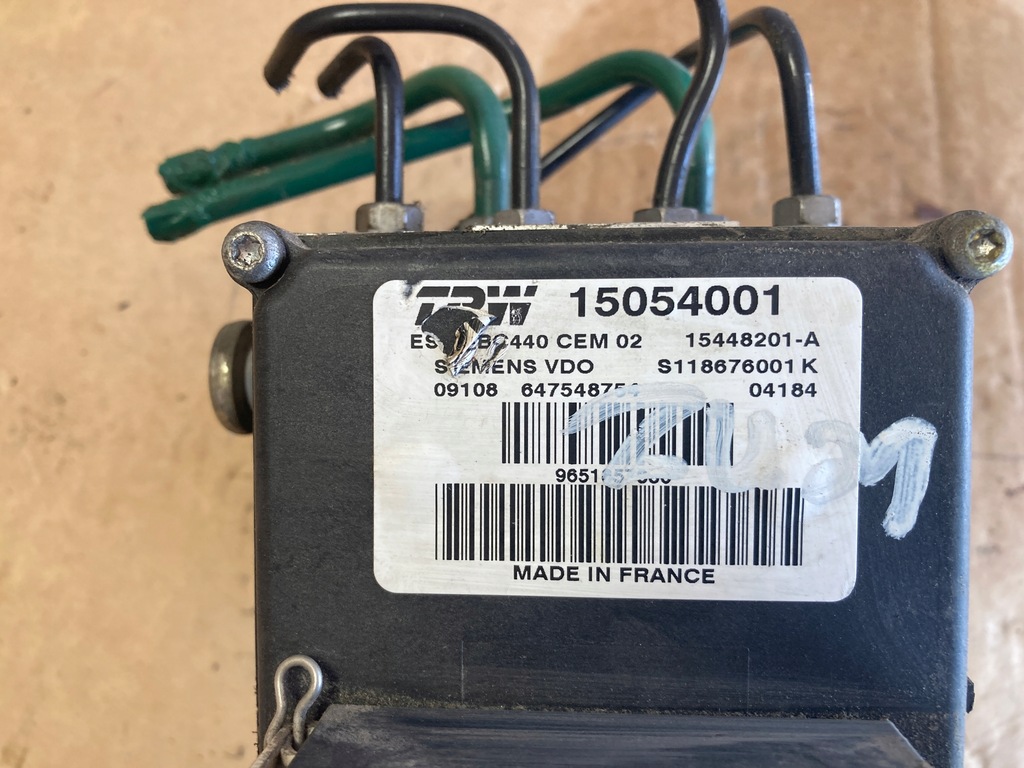 TRW 15054001
CEM 02 15448201-A
SIEMENS VDO S118676001 K
09108 04184
MADE IN FRANCE